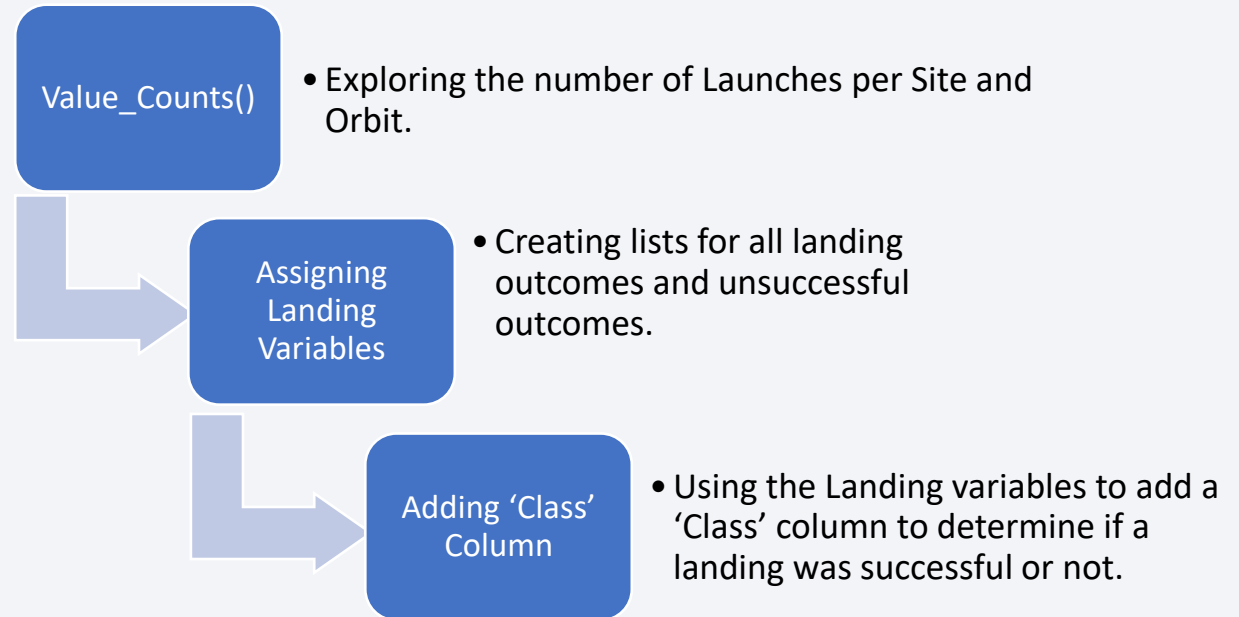 Value_Counts()
• Exploring the number of Launches per Site and
Orbit.
Assigning
Landing
Variables
• Creating lists for all landing
outcomes and unsuccessful
outcomes.
Adding ‘Class’
Column
• Using the Landing variables to add a
‘Class’ column to determine if a
landing was successful or not.